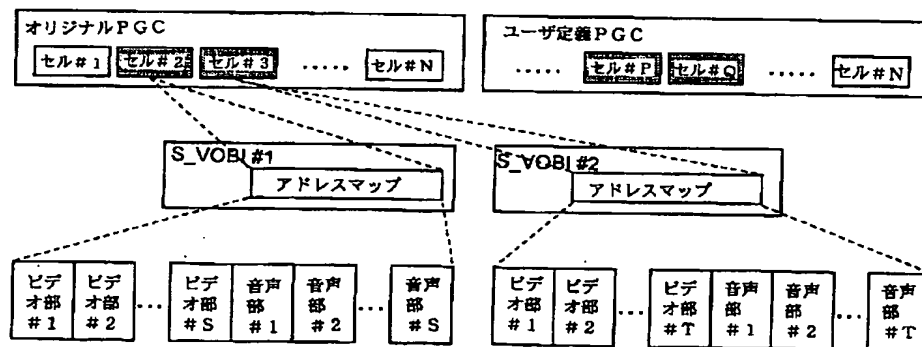 オリジナルPGC
セル#1 セル#2 セル#3 ..... セル#N
ユーザ定義PGC
..... セル#P セル#Q ..... セル#N
S_VOBI#1
アドレスマップ
S_VOBI#2
アドレスマップ
ビデオ部#1 ビデオ部#2 ... ビデオ部#S 音声部#1 音声部#2 ... 音声部#S
ビデオ部#1 ビデオ部#2 ... ビデオ部#T 音声部#1 音声部#2 ... 音声部#T